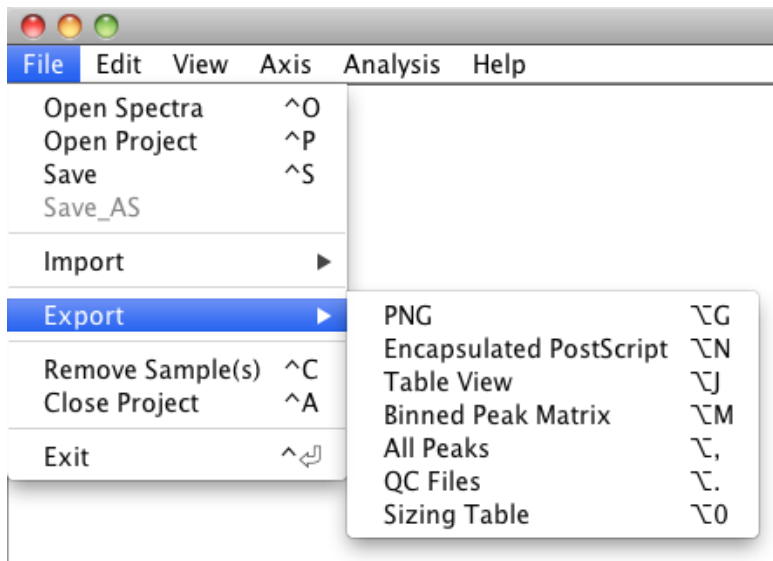 File Edit View Axis Analysis Help
Open Spectra ^O
Open Project ^P
Save ^S
Save_AS
Import ▶
Export ▶
Remove Sample(s) ^C
Close Project ^A
Exit ^⏎
PNG ⌥G
Encapsulated PostScript ⌥N
Table View ⌥J
Binned Peak Matrix ⌥M
All Peaks ⌥,
QC Files ⌥.
Sizing Table ⌥0